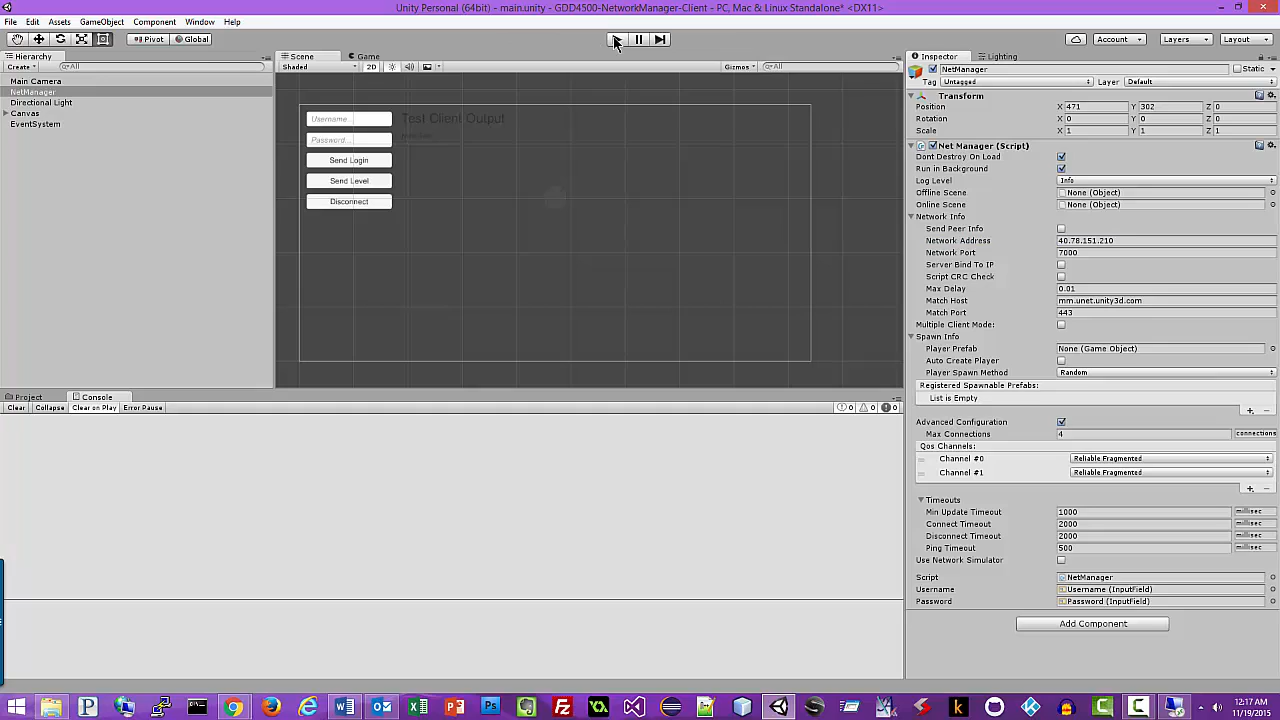 Unity Personal (64bit) - main.unity - GDD4500-NetworkManager-Client - PC, Mac & Linux Standalone* <DX11>
File Edit Assets GameObject Component Window Help
Pivot Global Account Layers Layout
Hierarchy
Create All
Main Camera
NetManager
Directional Light
Canvas
EventSystem
Scene Game
Shaded 2D Gizmos All
Username...
Password...
Send Login
Send Level
Disconnect
Test Client Output
Project Console
Clear Collapse Clear on Play Error Pause 0 0 0
Inspector Lighting
NetManager Static
Tag Untagged Layer Default
Transform
Position X 471 Y 302 Z 0
Rotation X 0 Y 0 Z 0
Scale X 1 Y 1 Z 1
Net Manager (Script)
Dont Destroy On Load
Run in Background
Log Level Info
Offline Scene None (Object)
Online Scene None (Object)
Network Info
Send Peer Info
Network Address 40.78.151.210
Network Port 7000
Server Bind To IP
Script CRC Check
Max Delay 0.01
Match Host mm.unet.unity3d.com
Match Port 443
Multiple Client Mode:
Spawn Info
Player Prefab None (Game Object)
Auto Create Player
Player Spawn Method Random
Registered Spawnable Prefabs:
List is Empty
Advanced Configuration
Max Connections 4 connections
Qos Channels:
Channel #0 Reliable Fragmented
Channel #1 Reliable Fragmented
Timeouts
Min Update Timeout 1000 millisec
Connect Timeout 2000 millisec
Disconnect Timeout 2000 millisec
Ping Timeout 500 millisec
Use Network Simulator
Script NetManager
Username Username (InputField)
Password Password (InputField)
Add Component
12:17 AM
11/19/2015